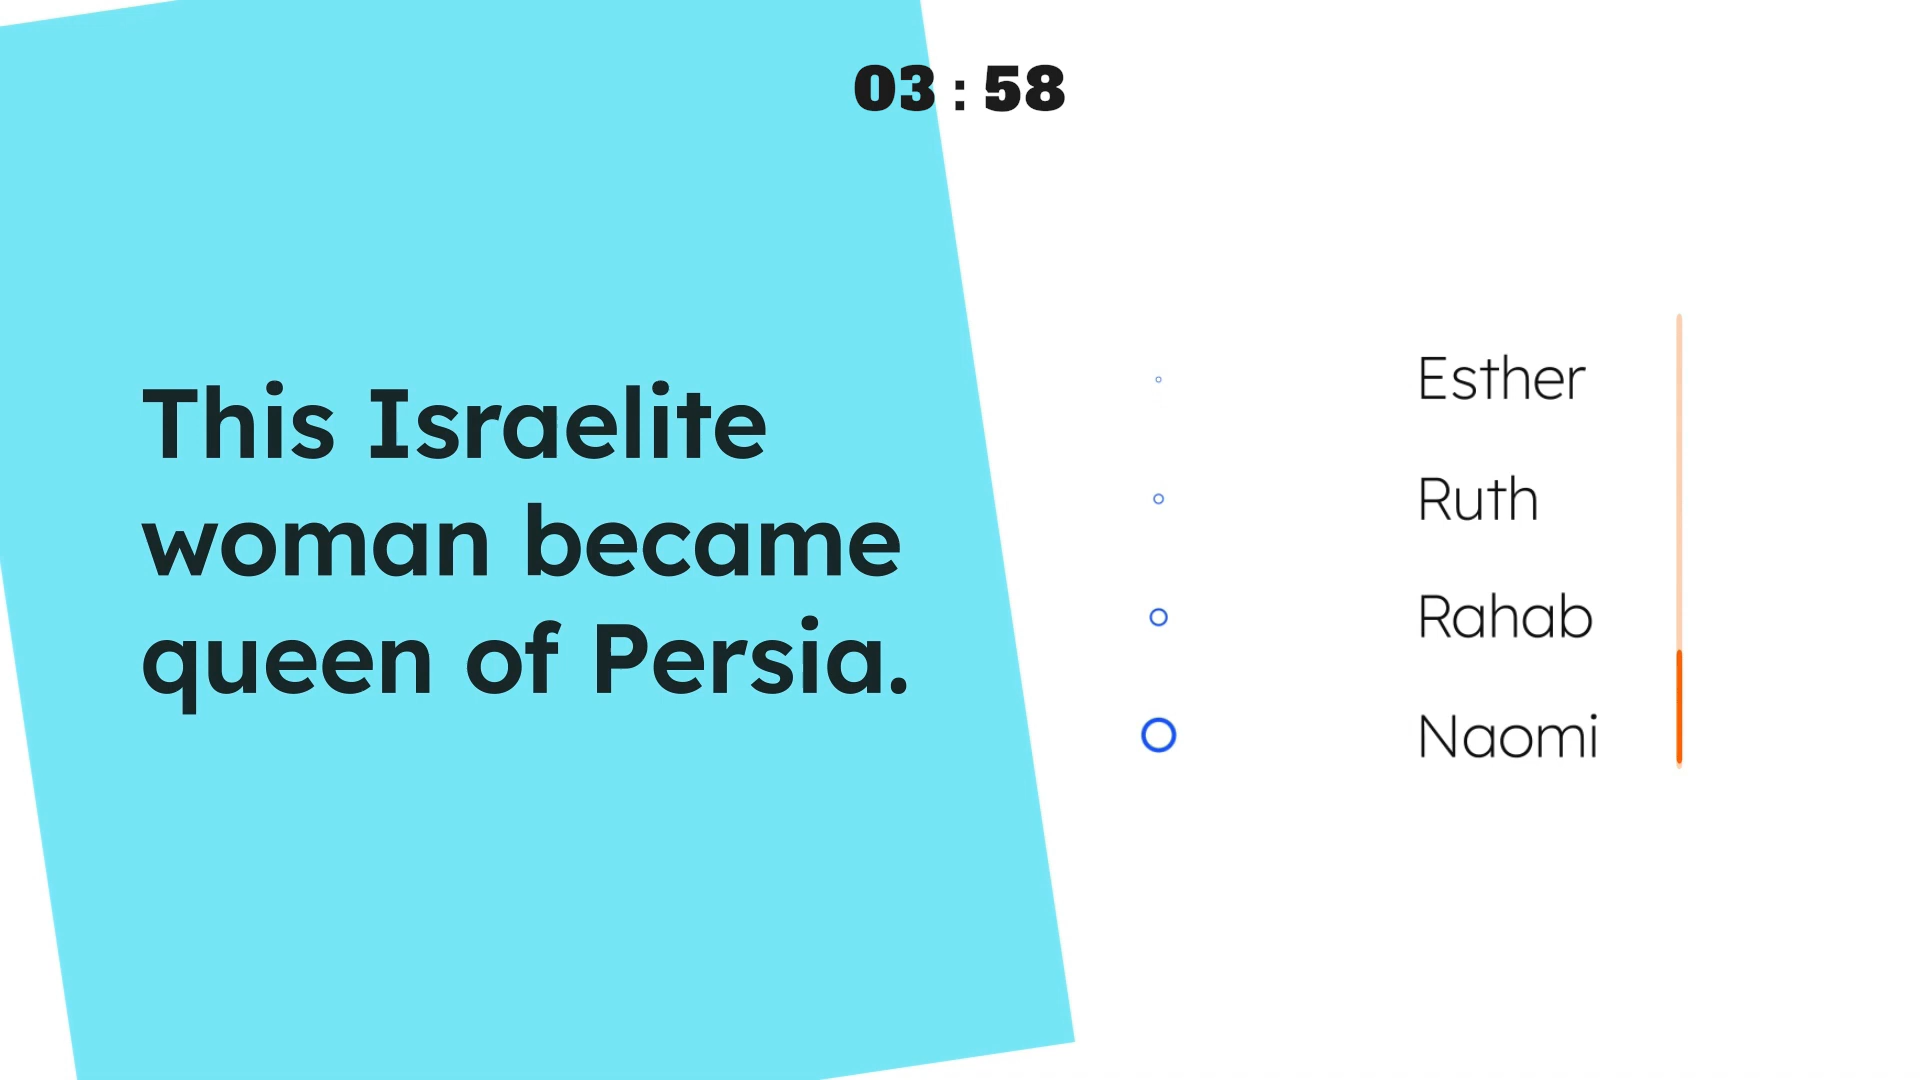 03 : 58
This Israelite
woman became
queen of Persia.
Esther
Ruth
Rahab
Naomi